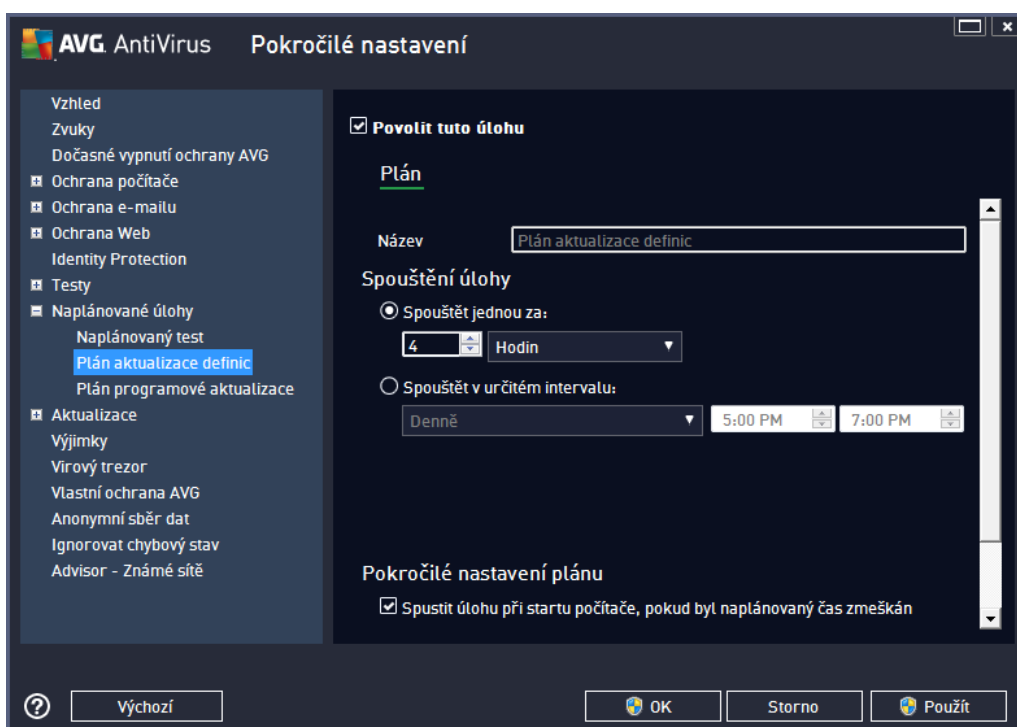 AVG. AntiVirus Pokročilé nastavení
Vzhled
Zvuky
Dočasné vypnutí ochrany AVG
Ochrana počítače
Ochrana e-mailu
Ochrana Web
Identity Protection
Testy
Naplánované úlohy
Naplánovaný test
Plán aktualizace definic
Plán programové aktualizace
Aktualizace
Výjimky
Virový trezor
Vlastní ochrana AVG
Anonymní sběr dat
Ignorovat chybový stav
Advisor - Známé sítě
Povolit tuto úlohu
Plán
Název Plán aktualizace definic
Spouštění úlohy
Spouštět jednou za:
4 Hodin
Spouštět v určitém intervalu:
Denně 5:00 PM 7:00 PM
Pokročilé nastavení plánu
Spustit úlohu při startu počítače, pokud byl naplánovaný čas zmeškán
? Výchozí OK Storno Použít